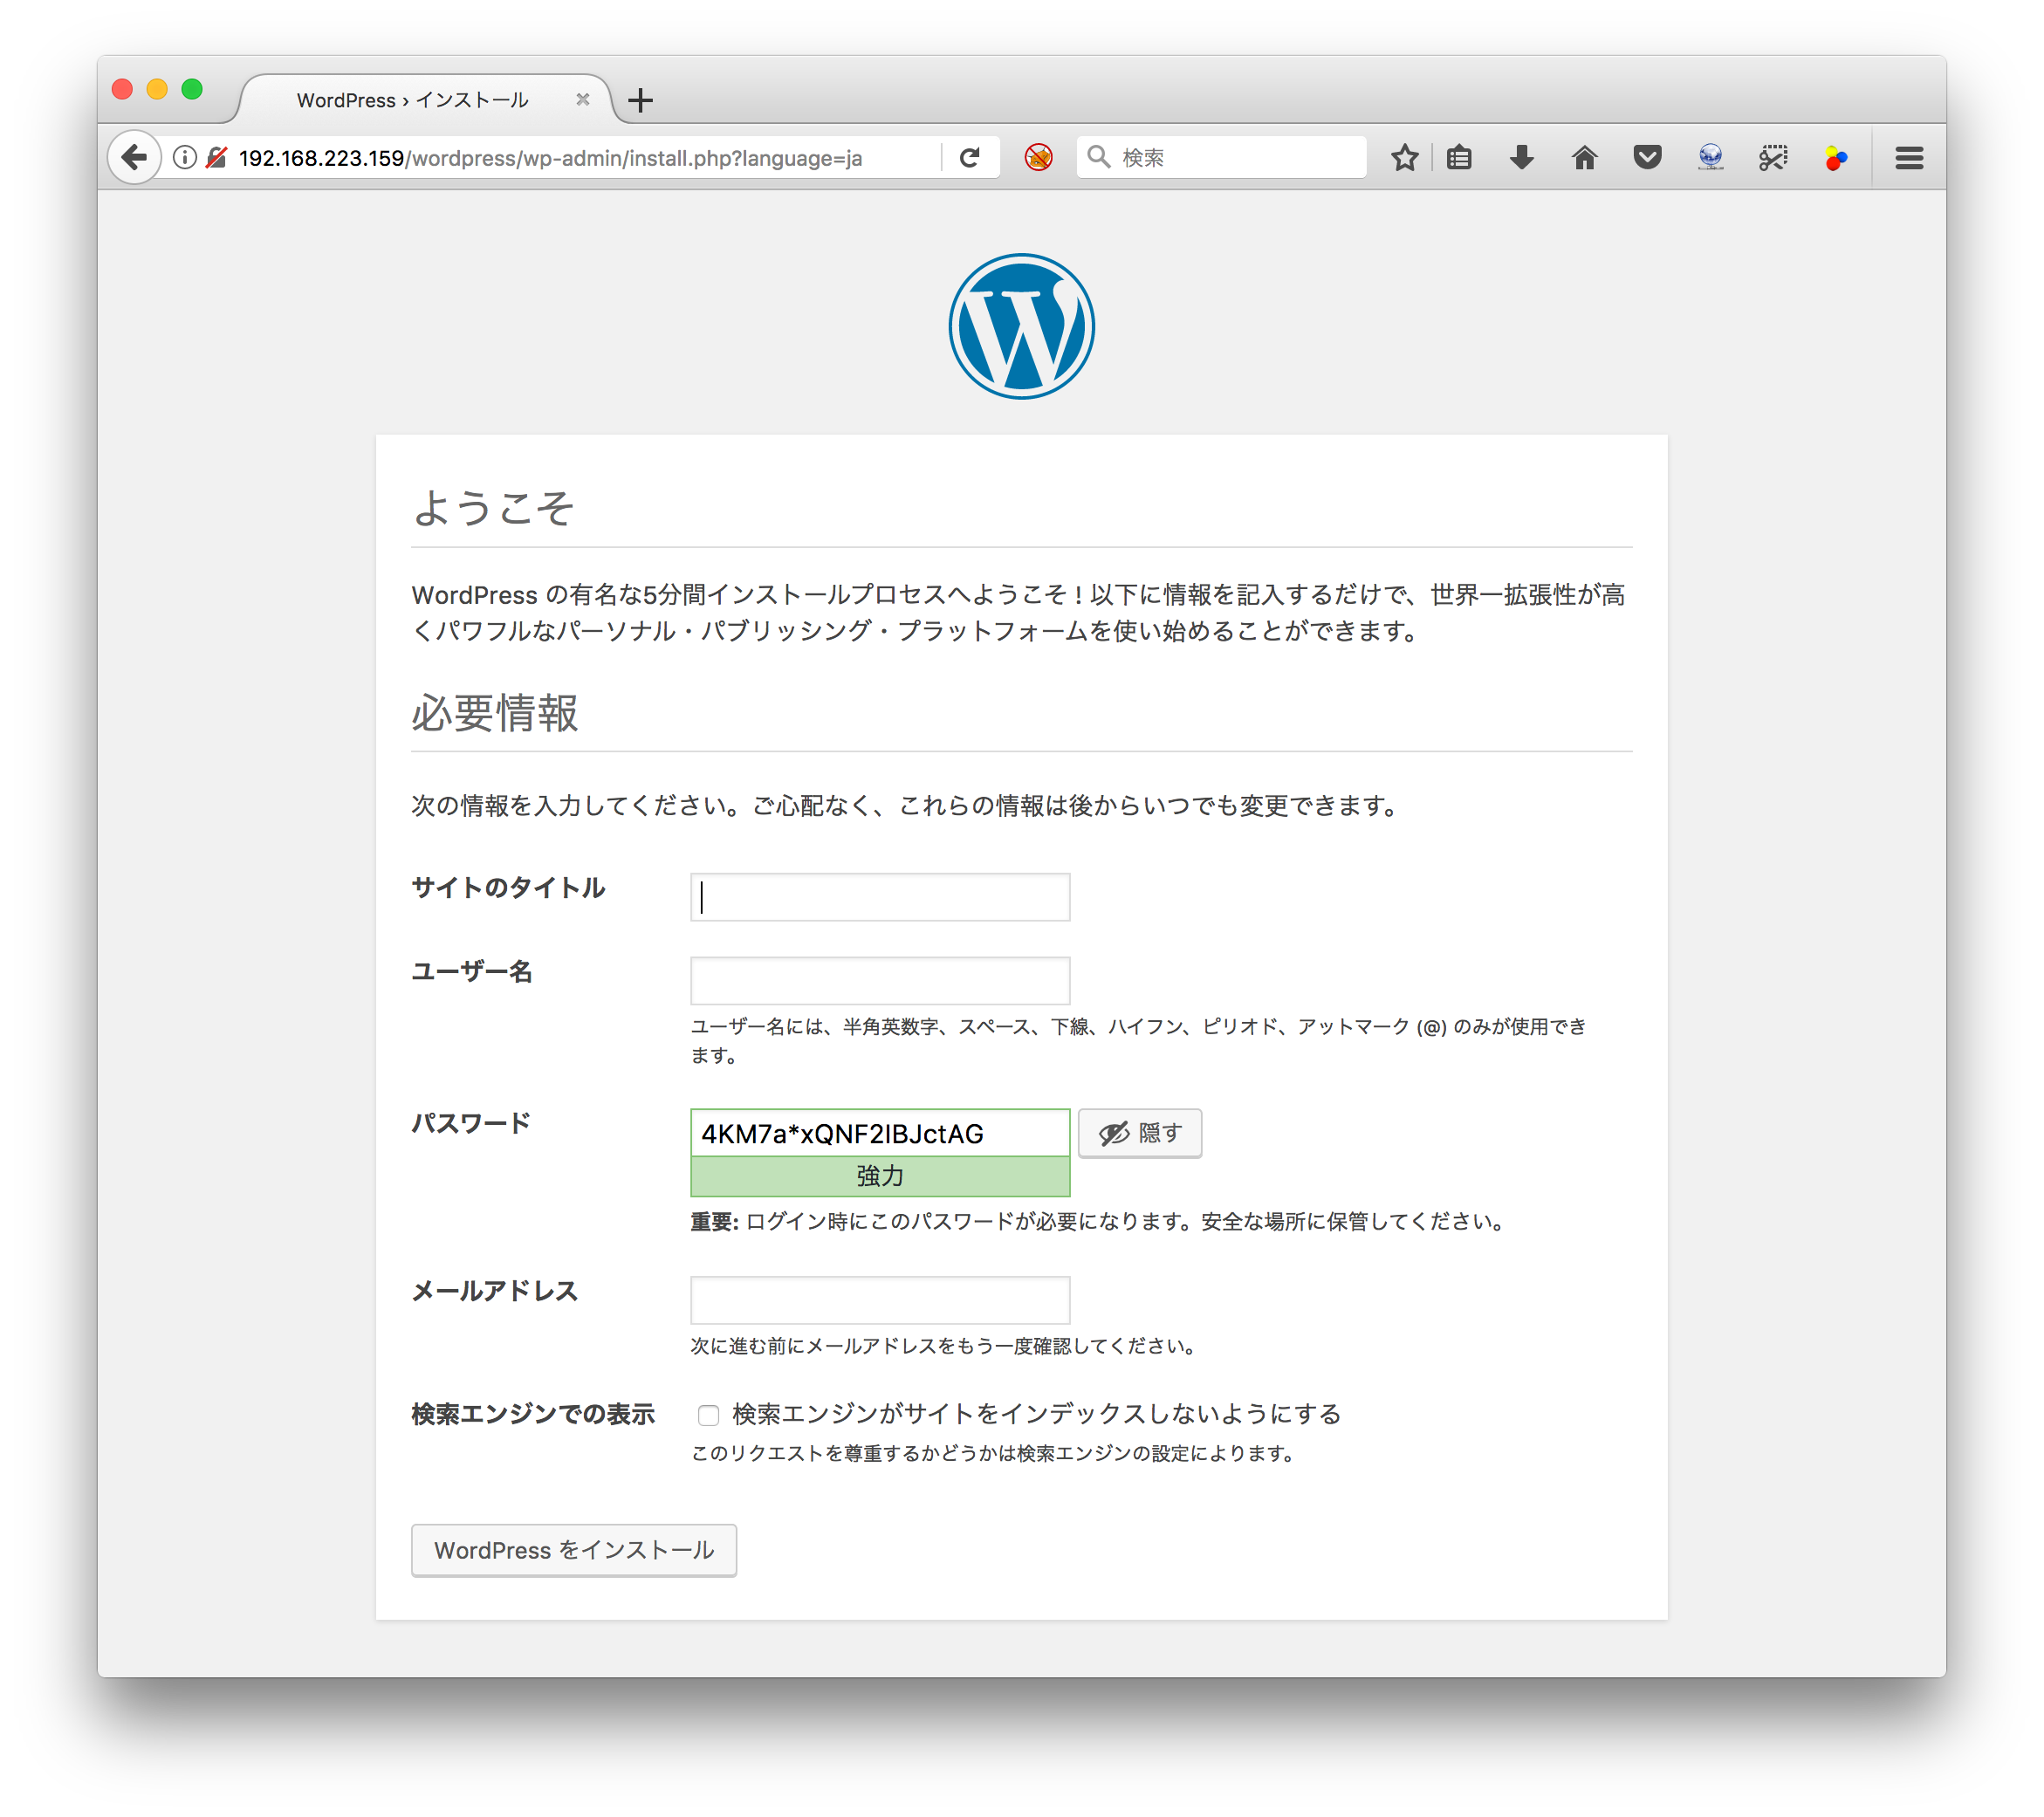 WordPress › インストール
192.168.223.159/wordpress/wp-admin/install.php?language=ja
検索
ようこそ
WordPress の有名な5分間インストールプロセスへようこそ ! 以下に情報を記入するだけで、世界一拡張性が高
くパワフルなパーソナル・パブリッシング・プラットフォームを使い始めることができます。
必要情報
次の情報を入力してください。ご心配なく、これらの情報は後からいつでも変更できます。
サイトのタイトル
ユーザー名
ユーザー名には、半角英数字、スペース、下線、ハイフン、ピリオド、アットマーク (@) のみが使用でき
ます。
パスワード
4KM7a*xQNF2IBJctAG
隠す
強力
重要: ログイン時にこのパスワードが必要になります。安全な場所に保管してください。
メールアドレス
次に進む前にメールアドレスをもう一度確認してください。
検索エンジンでの表示
検索エンジンがサイトをインデックスしないようにする
このリクエストを尊重するかどうかは検索エンジンの設定によります。
WordPress をインストール